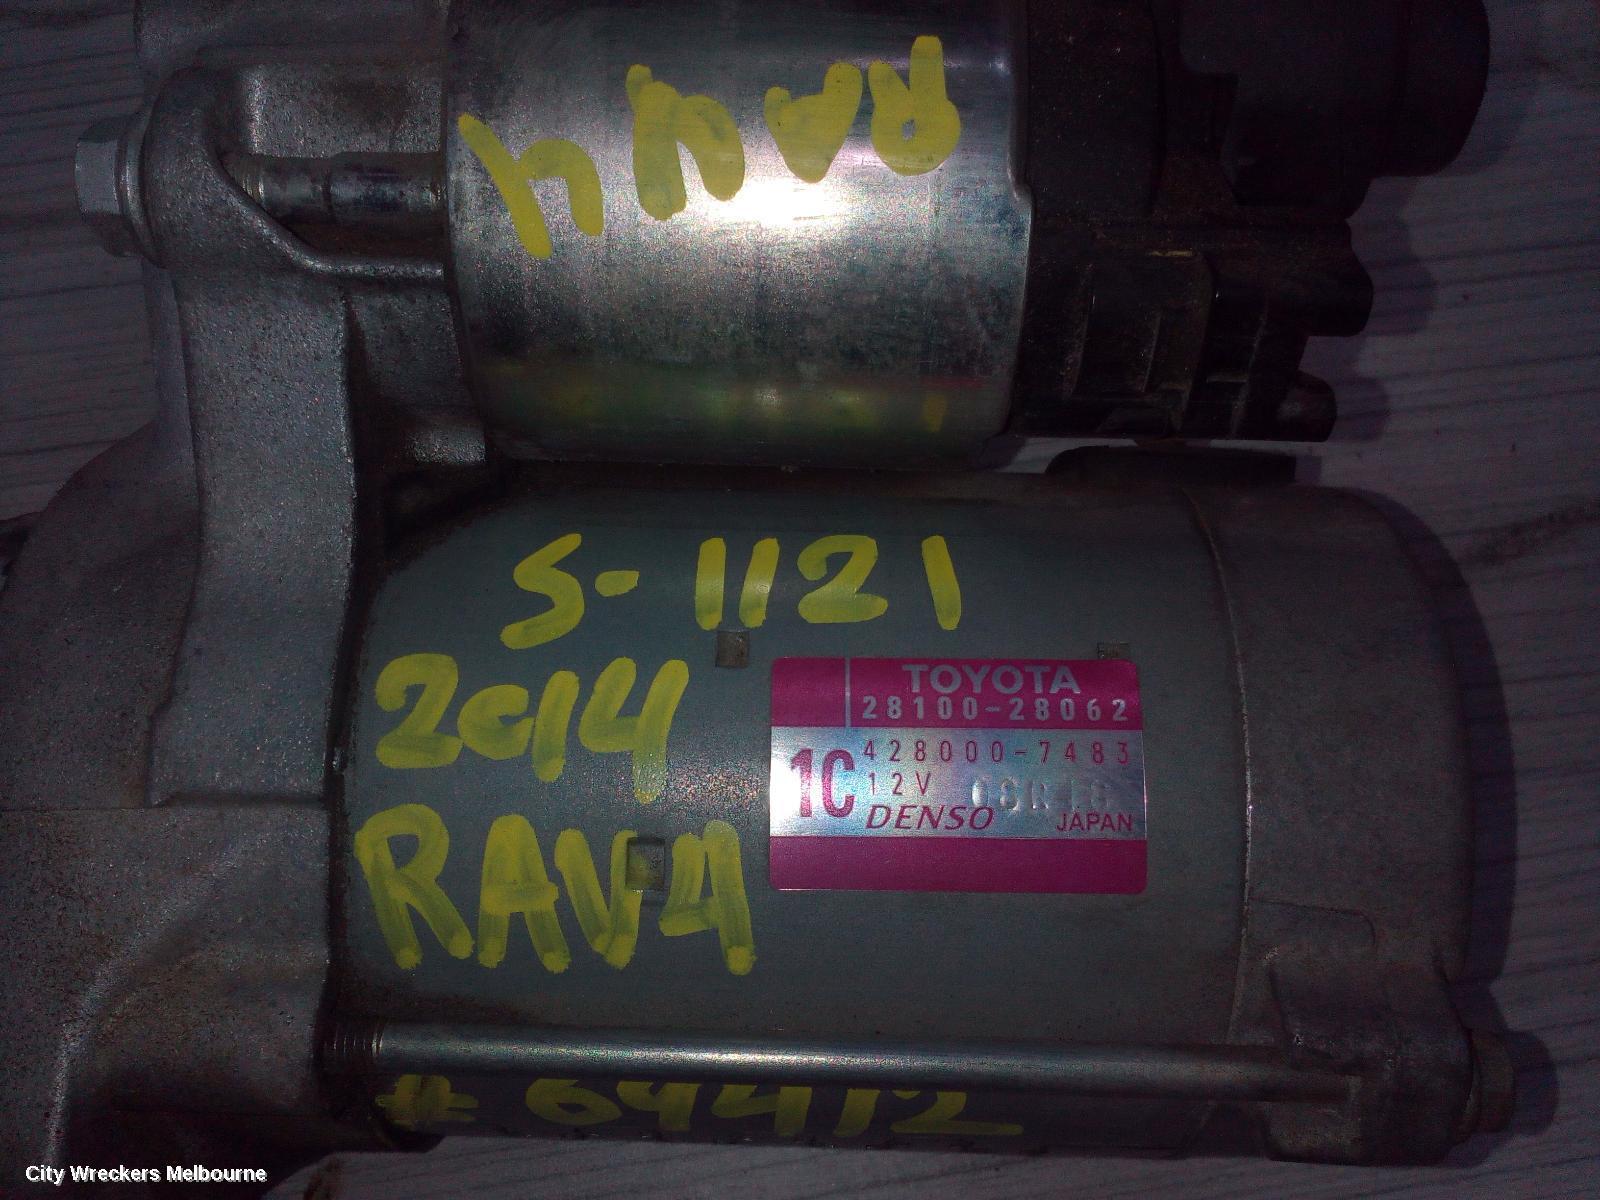 RAV4
S-1121
2014
RAV4
TOYOTA
28100-28062
1C
428000-7483
12V
DENSO
JAPAN
# 64412
City Wreckers Melbourne